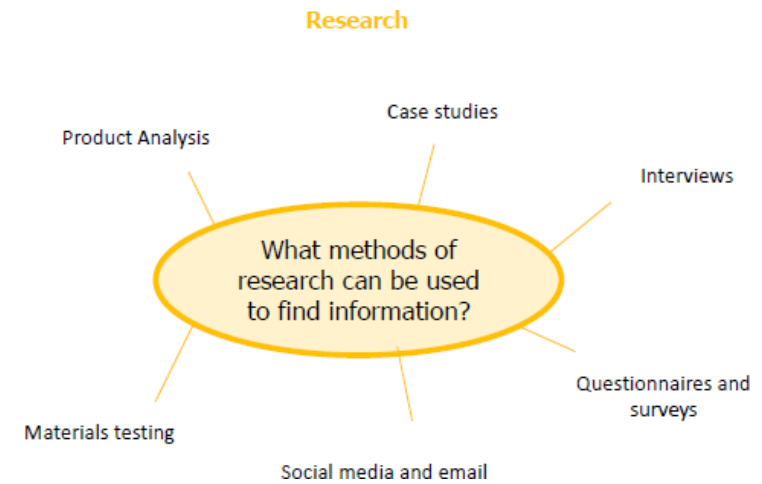 Research
Case studies
Product Analysis
Interviews
What methods of
research can be used
to find information?
Questionnaires and
surveys
Materials testing
Social media and email